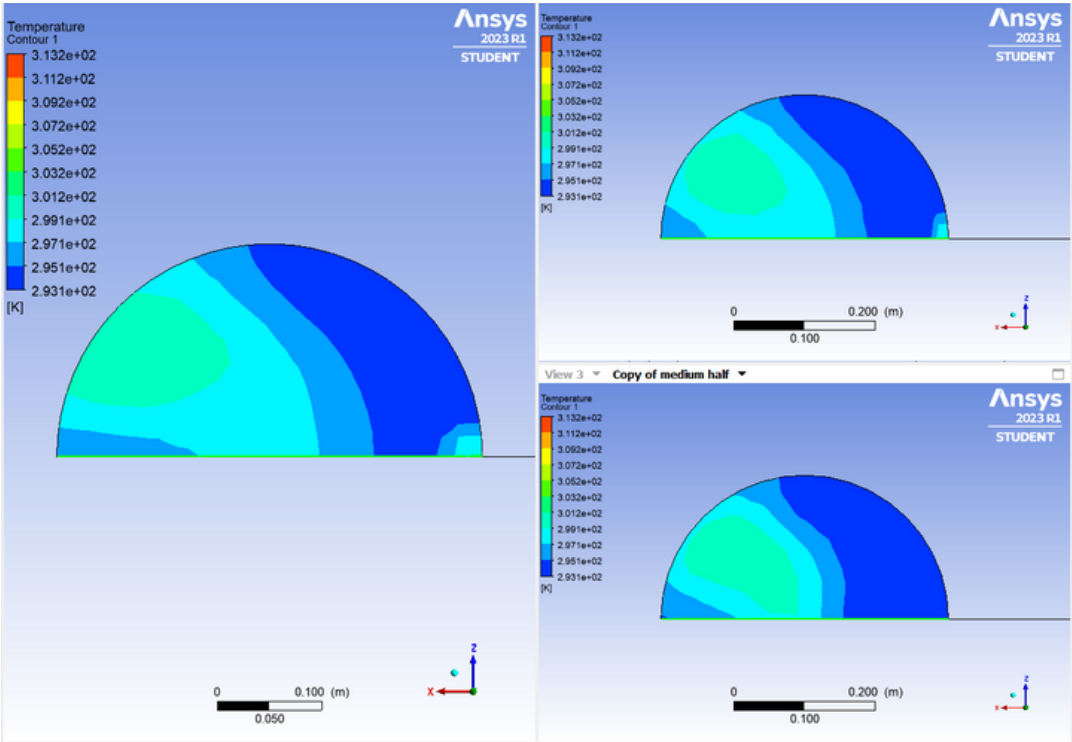 Temperature
Contour 1
3.132e+02
3.112e+02
3.092e+02
3.072e+02
3.052e+02
3.032e+02
3.012e+02
2.991e+02
2.971e+02
2.951e+02
2.931e+02
[K]
Ansys
2023 R1
STUDENT
0 0.100 (m)
0.050
Z
X
Temperature
Contour 1
3.132e+02
3.112e+02
3.092e+02
3.072e+02
3.052e+02
3.032e+02
3.012e+02
2.991e+02
2.971e+02
2.951e+02
2.931e+02
[K]
Ansys
2023 R1
STUDENT
0 0.200 (m)
0.100
Z
X
View 3 Copy of medium half
Temperature
Contour 1
3.132e+02
3.112e+02
3.092e+02
3.072e+02
3.052e+02
3.032e+02
3.012e+02
2.991e+02
2.971e+02
2.951e+02
2.931e+02
[K]
Ansys
2023 R1
STUDENT
0 0.200 (m)
0.100
Z
X